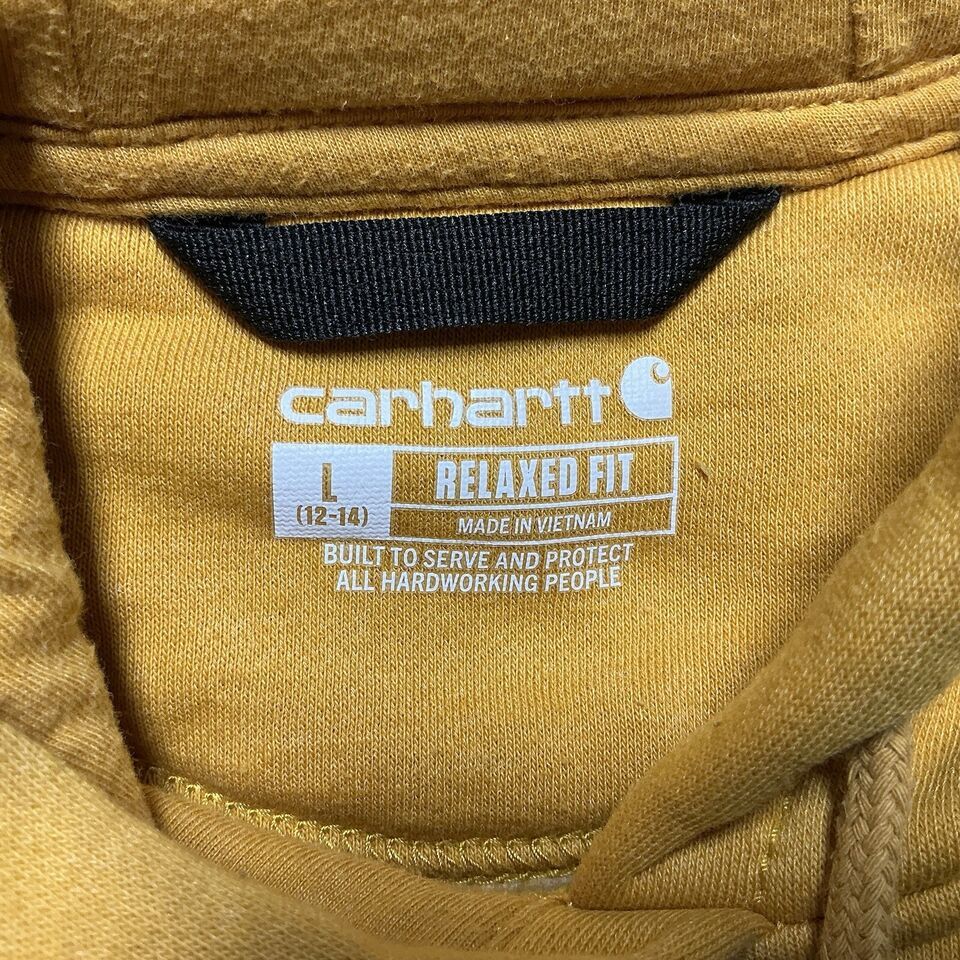 carhartt
L
(12-14)
RELAXED FIT
MADE IN VIETNAM
BUILT TO SERVE AND PROTECT
ALL HARDWORKING PEOPLE